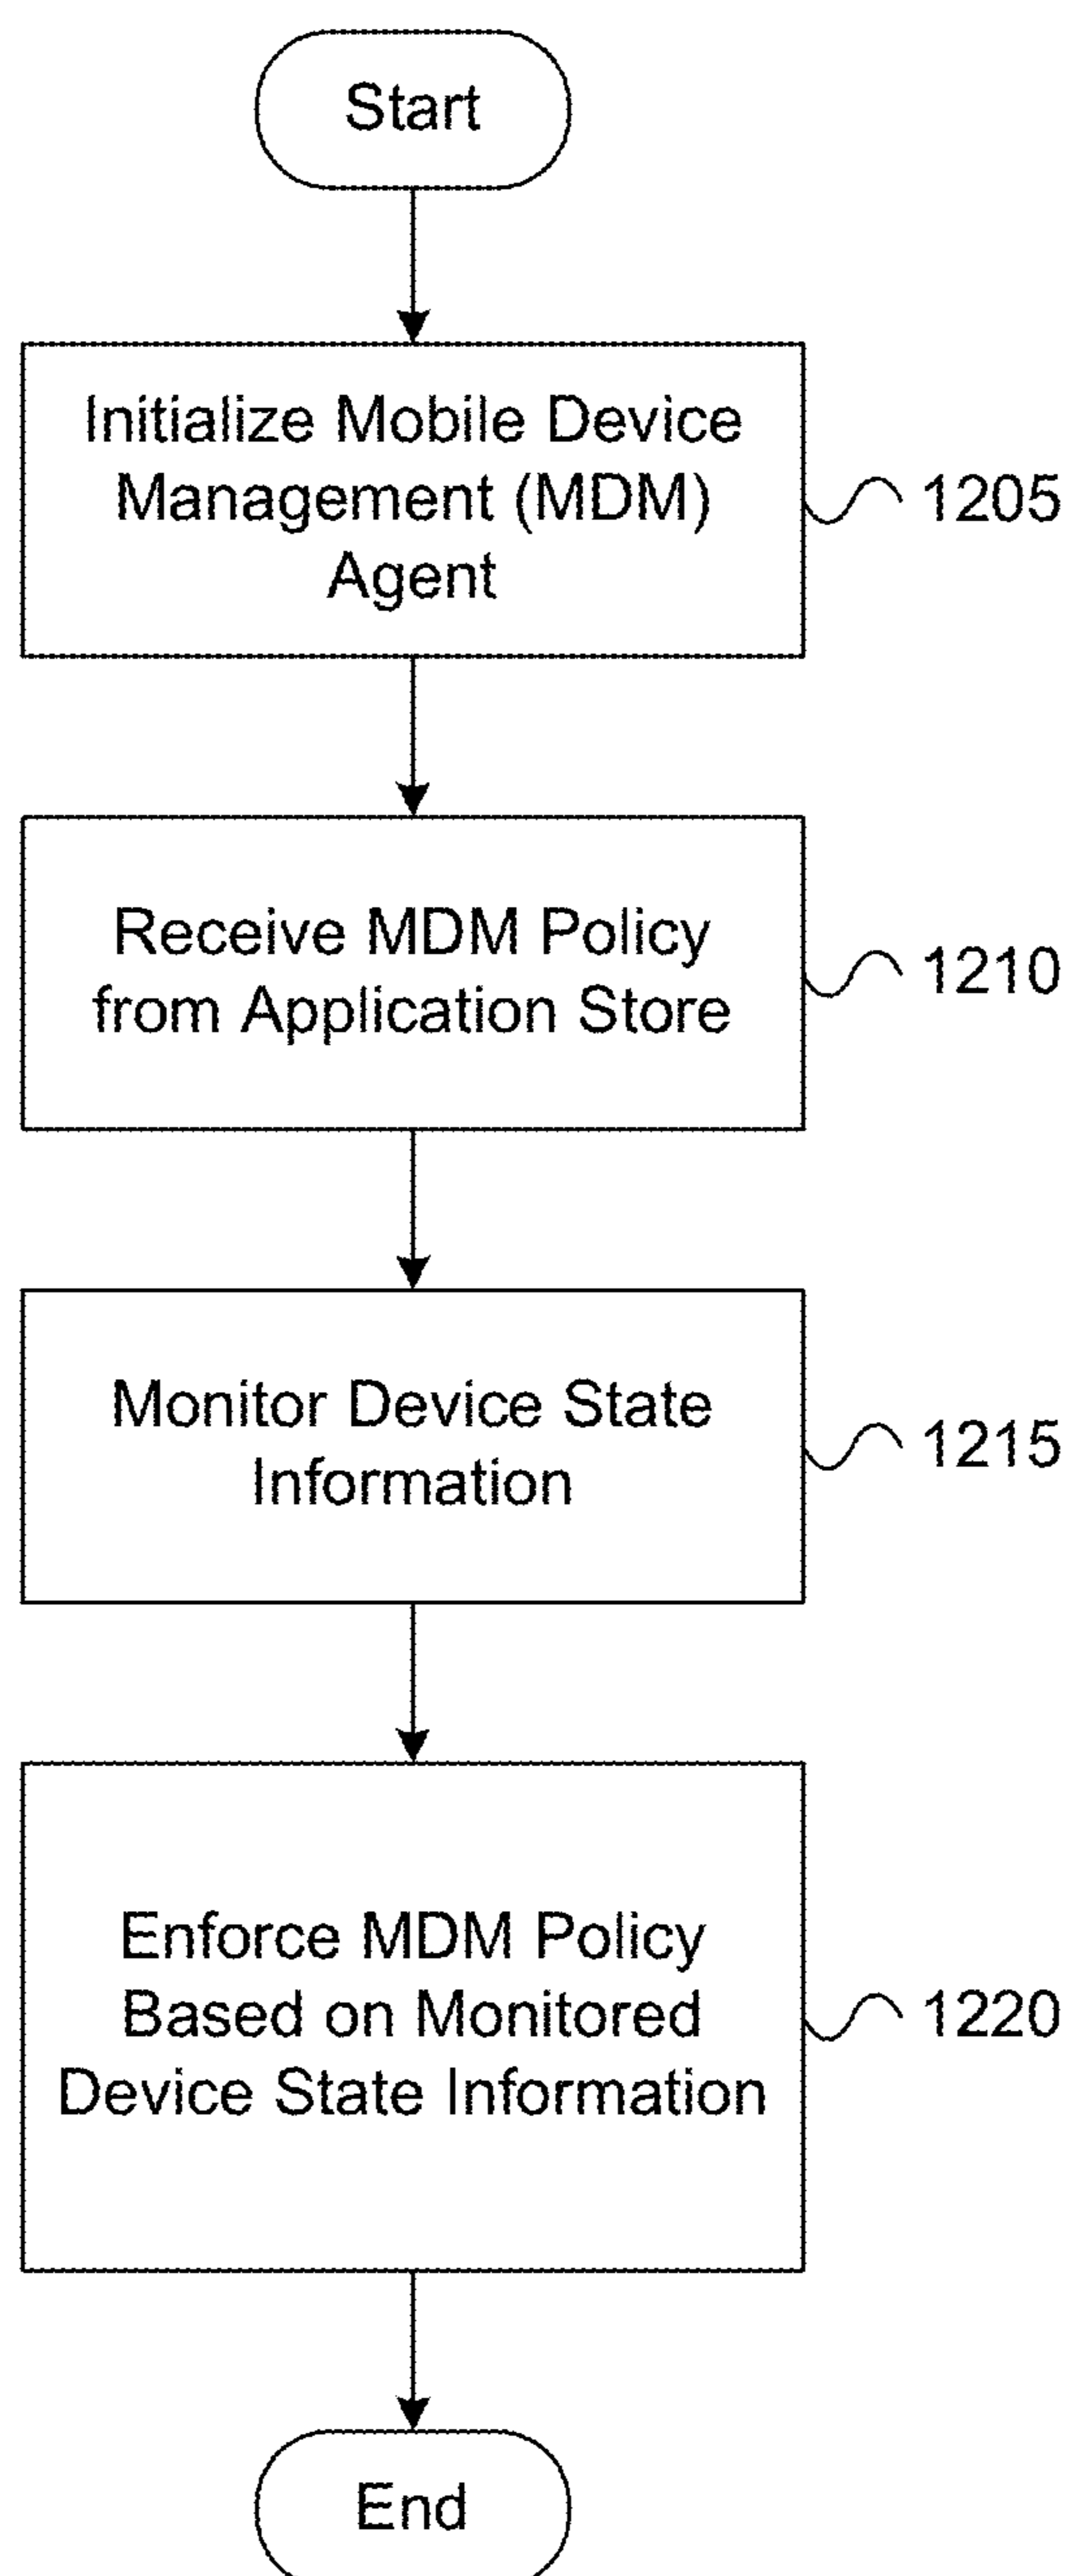 Start
Initialize Mobile Device
Management (MDM)
Agent
1205
Receive MDM Policy
from Application Store
1210
Monitor Device State
Information
1215
Enforce MDM Policy
Based on Monitored
Device State Information
1220
End